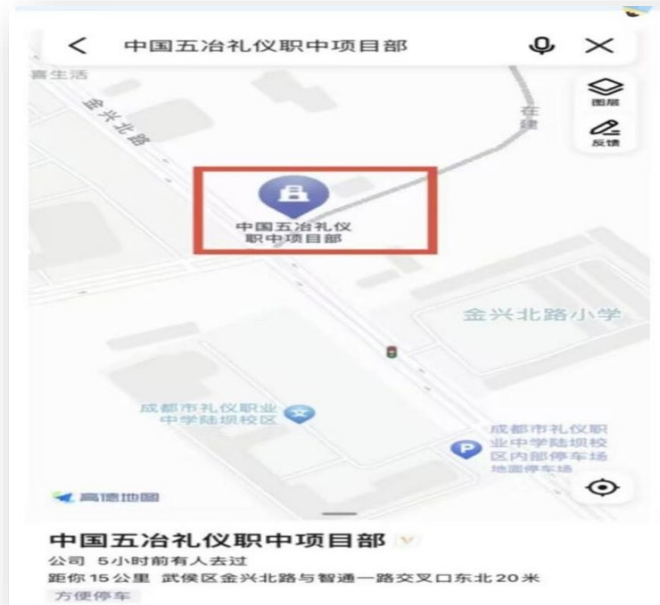 中国五冶礼仪职中项目部
喜生活
图层
金兴北路
在建
反馈
中国五冶礼仪
职中项目部
金兴北路小学
成都市礼仪职业
中学陆坝校区
成都市礼仪职
业中学陆坝校
区内部停车场
地面停车场
P
高德地图
中国五冶礼仪职中项目部
公司 5小时前有人去过
距你15公里 武侯区金兴北路与智通一路交叉口东北20米
方便停车